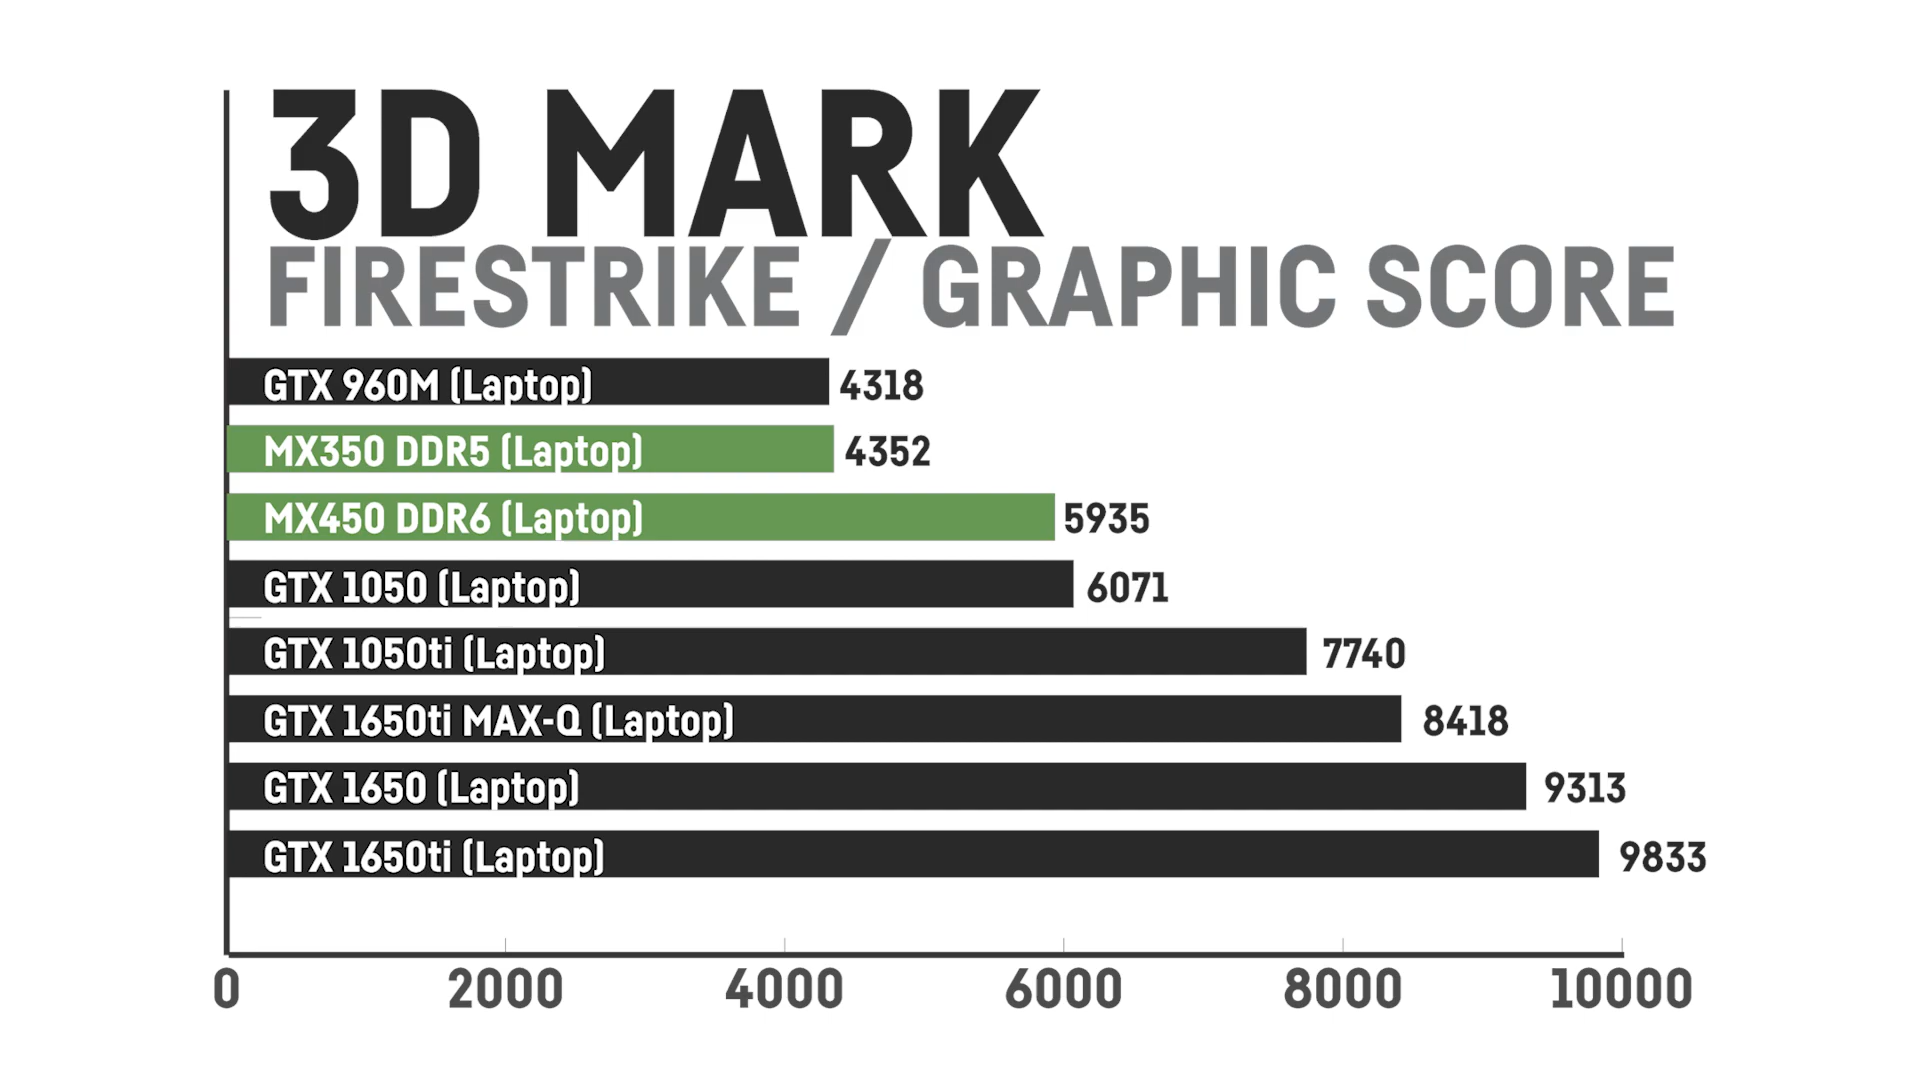 3D MARK
FIRESTRIKE / GRAPHIC SCORE
GTX 960M (Laptop) 4318
MX350 DDR5 (Laptop) 4352
MX450 DDR6 (Laptop) 5935
GTX 1050 (Laptop) 6071
GTX 1050ti (Laptop) 7740
GTX 1650ti MAX-Q (Laptop) 8418
GTX 1650 (Laptop) 9313
GTX 1650ti (Laptop) 9833
0 2000 4000 6000 8000 10000